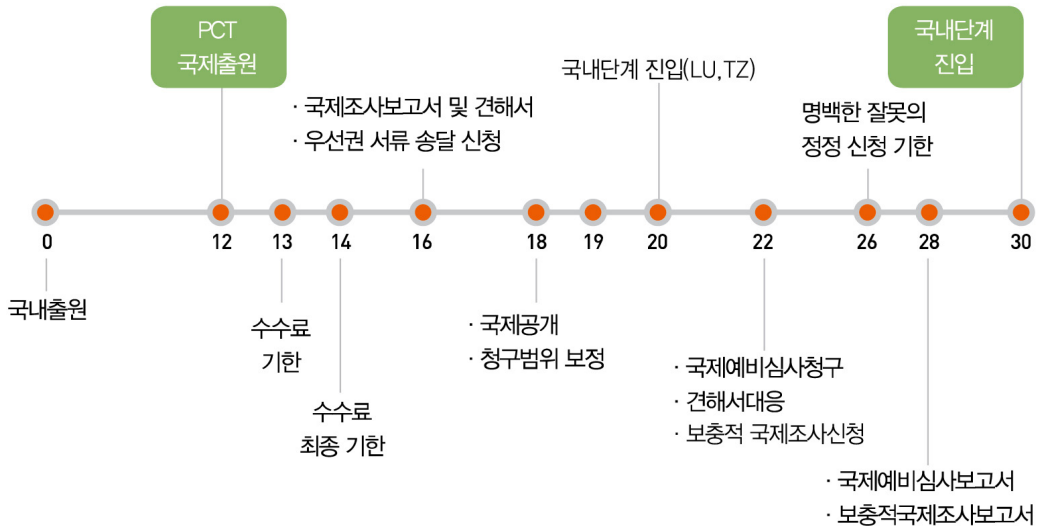 PCT
국제출원
국내단계
진입
국내단계 진입(LU,TZ)
· 국제조사보고서 및 견해서
· 우선권 서류 송달 신청
명백한 잘못의
정정 신청 기한
0
12
13
14
16
18
19
20
22
26
28
30
국내출원
수수료
기한
수수료
최종 기한
· 국제공개
· 청구범위 보정
· 국제예비심사청구
· 견해서대응
· 보충적 국제조사신청
· 국제예비심사보고서
· 보충적국제조사보고서